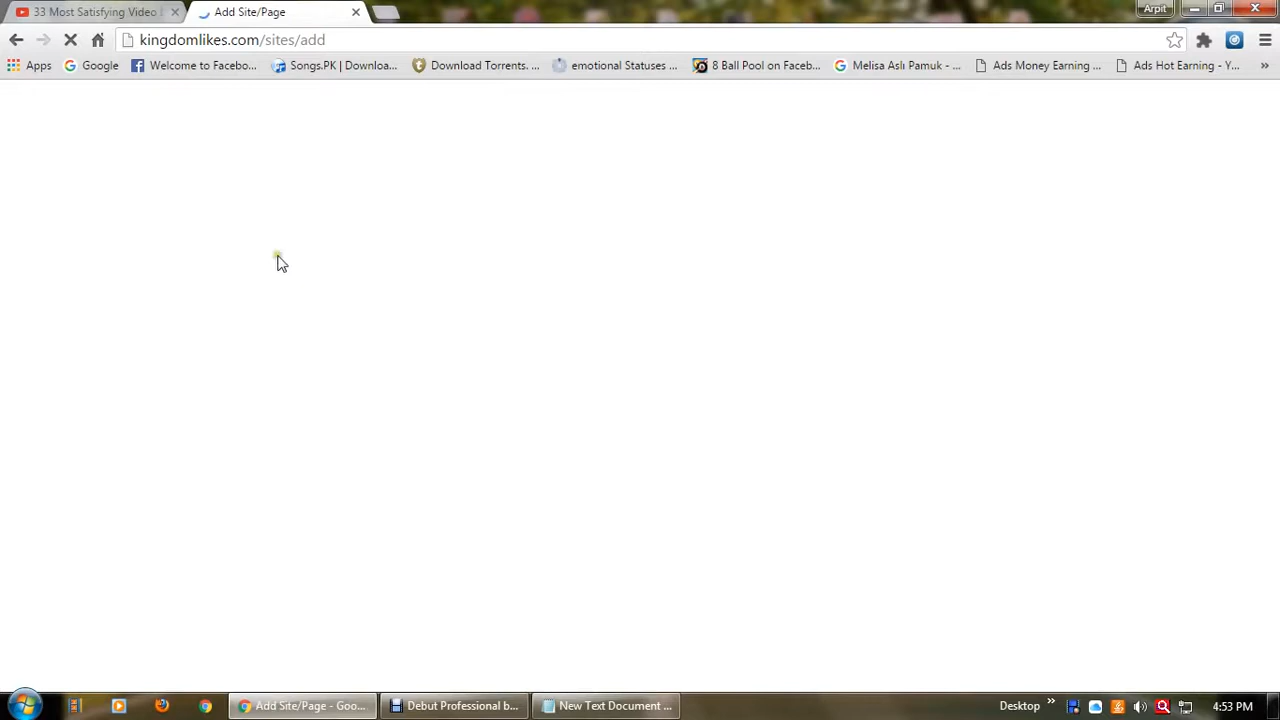 33 Most Satisfying Video
Add Site/Page
Arpit
kingdomlikes.com/sites/add
Apps
Google
Welcome to Facebo...
Songs.PK | Downloa...
Download Torrents. ...
emotional Statuses ...
8 Ball Pool on Faceb...
Melisa Aslı Pamuk - ...
Ads Money Earning ...
Ads Hot Earning - Y...
»
Add Site/Page - Goo...
Debut Professional b...
New Text Document ...
Desktop
»
4:53 PM